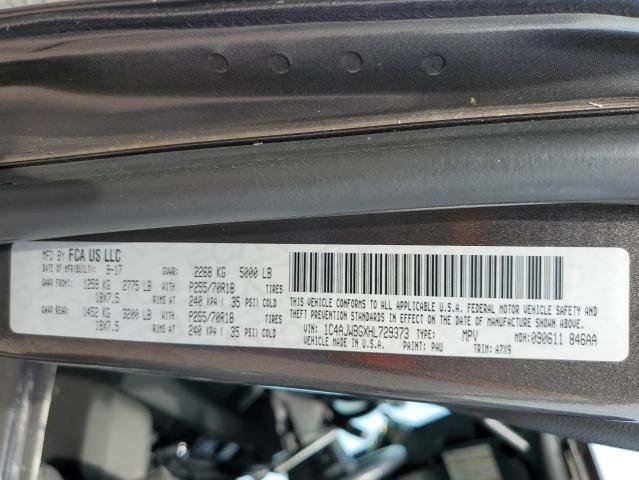 MFD BY FCA US LLC
DATE OF MFR(BUILT): 9-17 GVWR: 2268 KG 5000 LB
GAWR FRONT: 1259 KG 2775 LB WITH P255/70R18 TIRES
18X7.5 RIMS AT 240 KPA ( 35 PSI) COLD
GAWR REAR: 1452 KG 3200 LB WITH P255/70R18 TIRES
18X7.5 RIMS AT 240 KPA ( 35 PSI) COLD
THIS VEHICLE CONFORMS TO ALL APPLICABLE U.S.A. FEDERAL MOTOR VEHICLE SAFETY AND
THEFT PREVENTION STANDARDS IN EFFECT ON THE DATE OF MANUFACTURE SHOWN ABOVE.
VIN: 1C4AJWBGXHL729373 TYPE: MPV MDH: 090611 846AA
VEHICLE MADE IN U.S.A. PAINT: PAU TRIM: A7X9